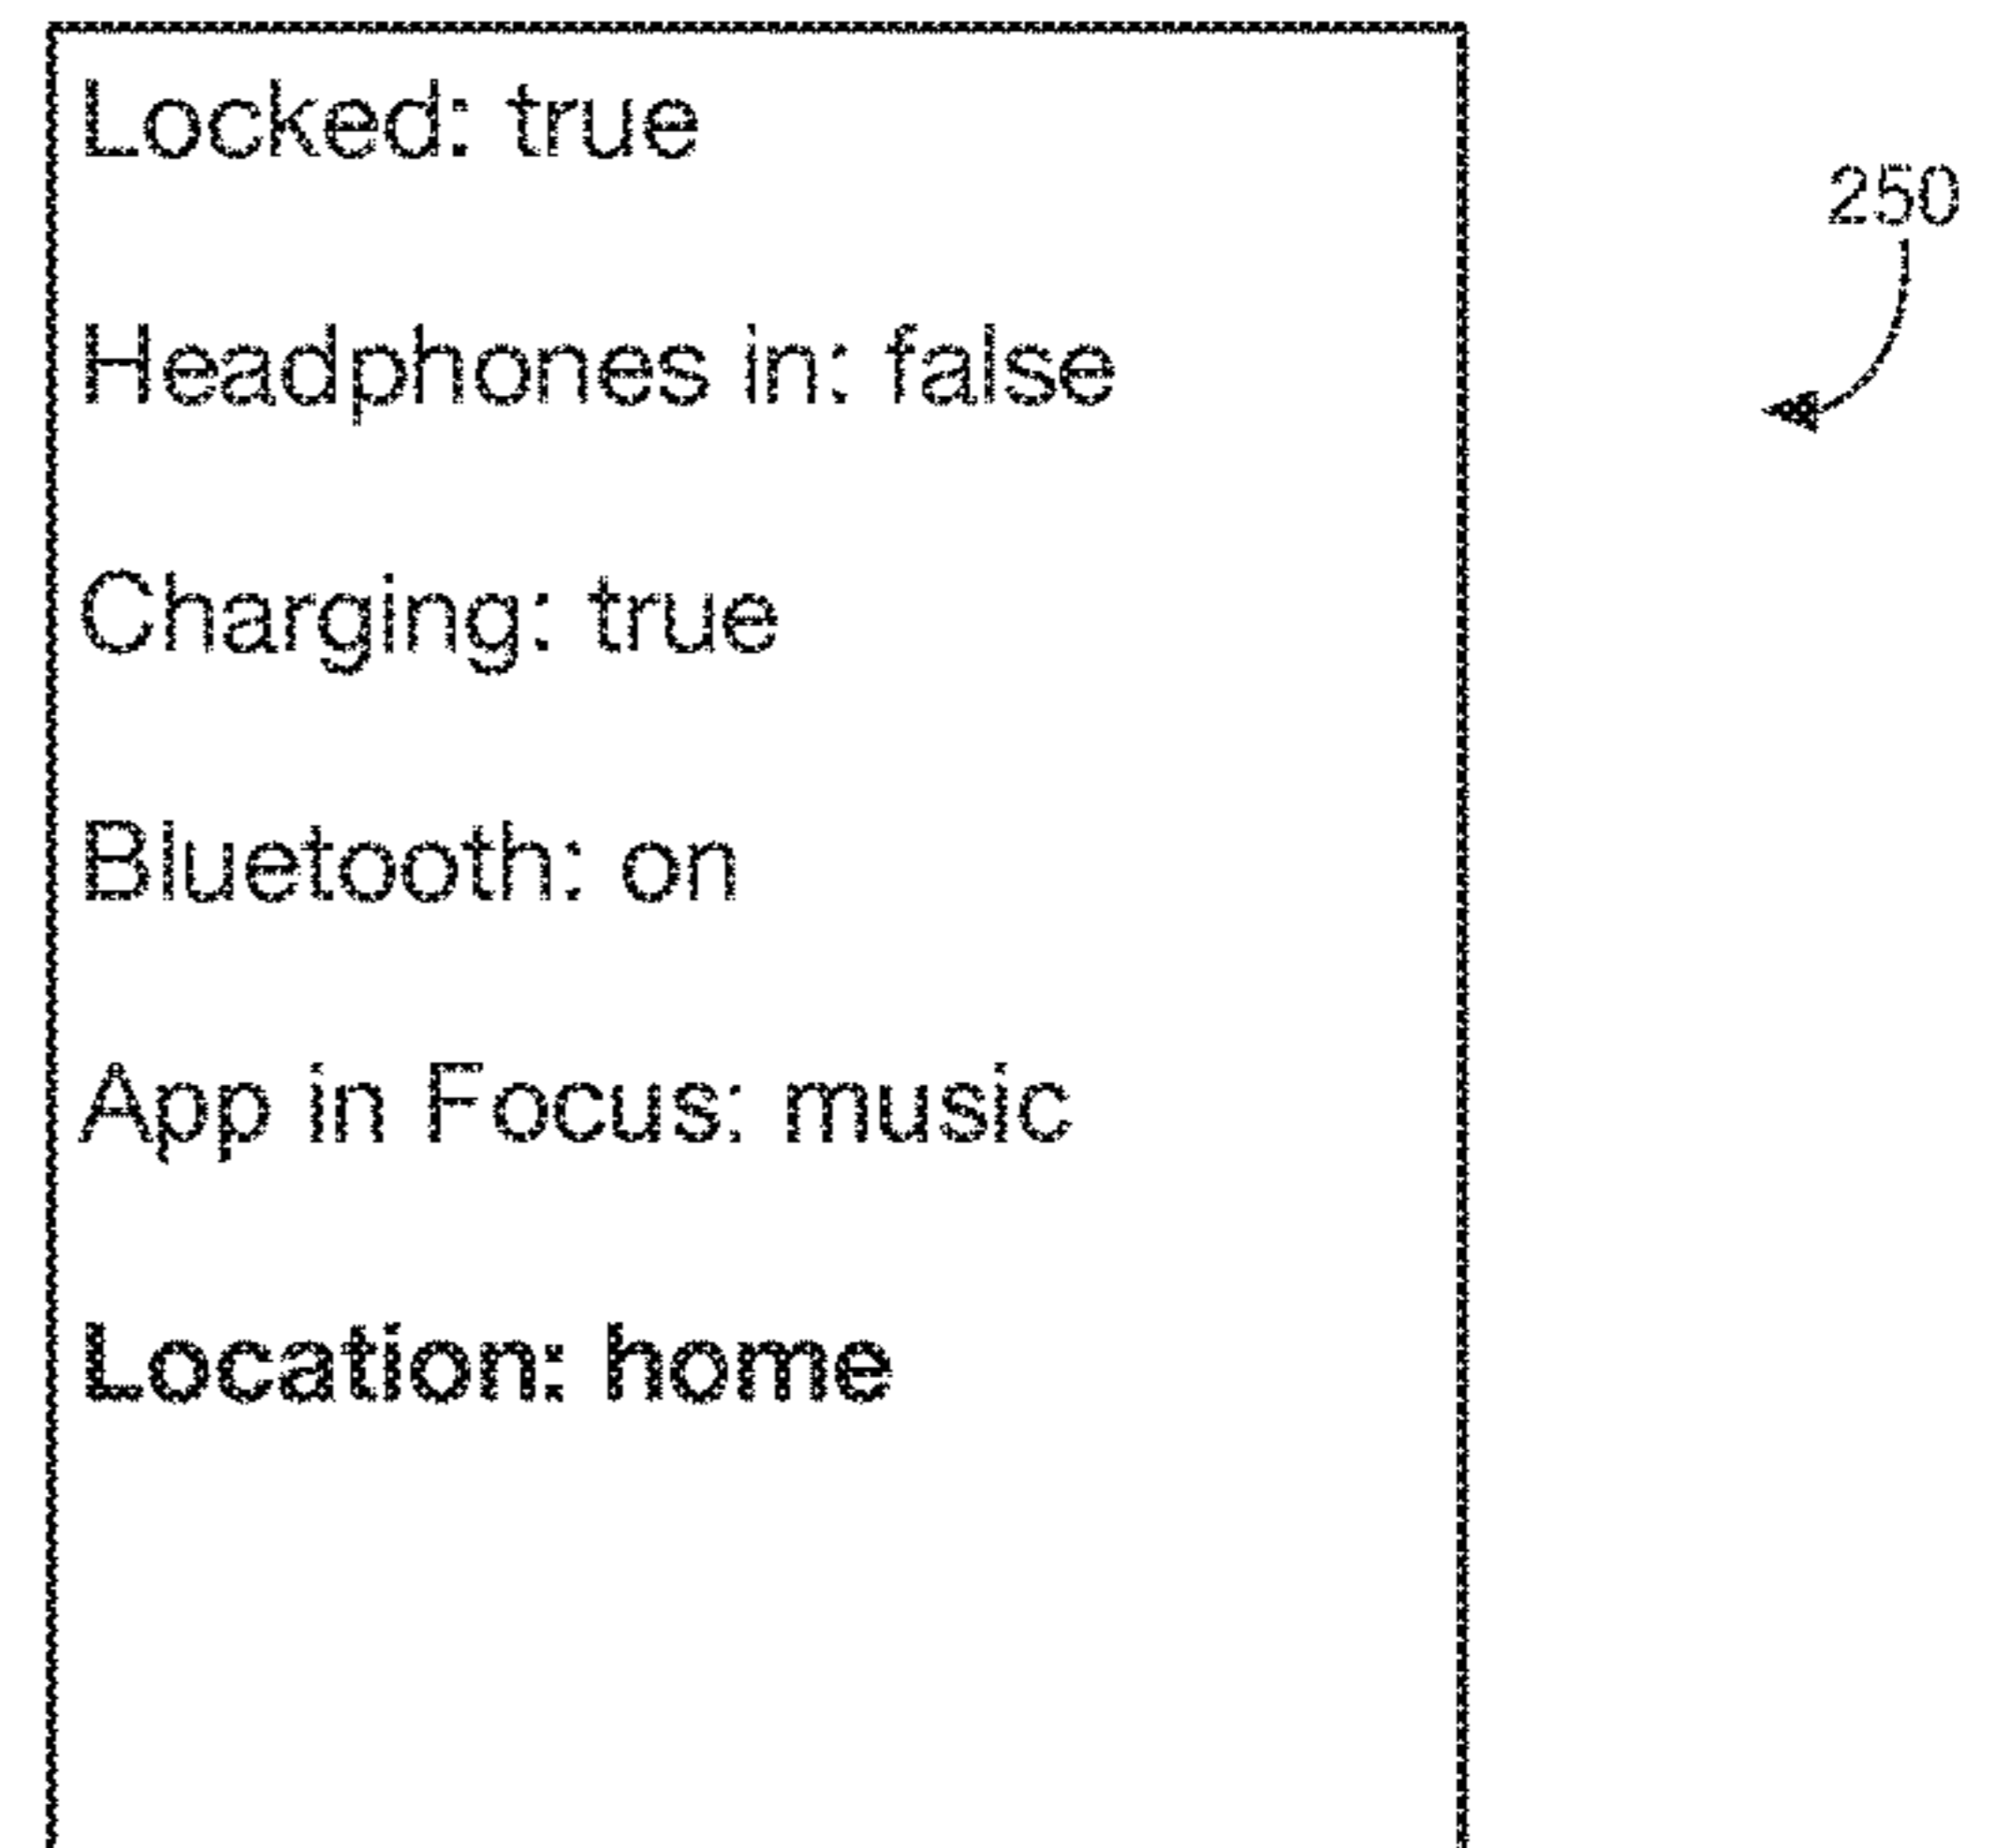 Locked: true
250
Headphones in: false
Charging: true
Bluetooth: on
App in Focus: music
Location: home